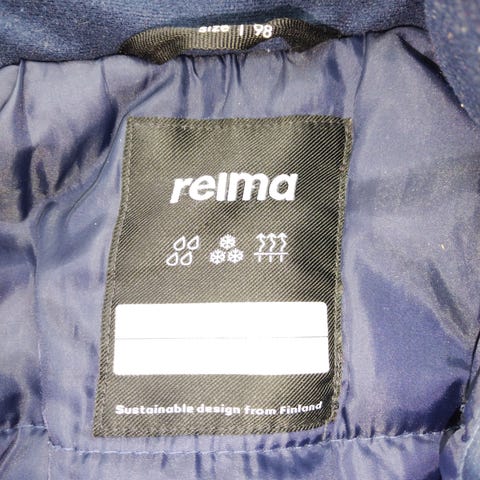 size | 98
reima
Sustainable design from Finland